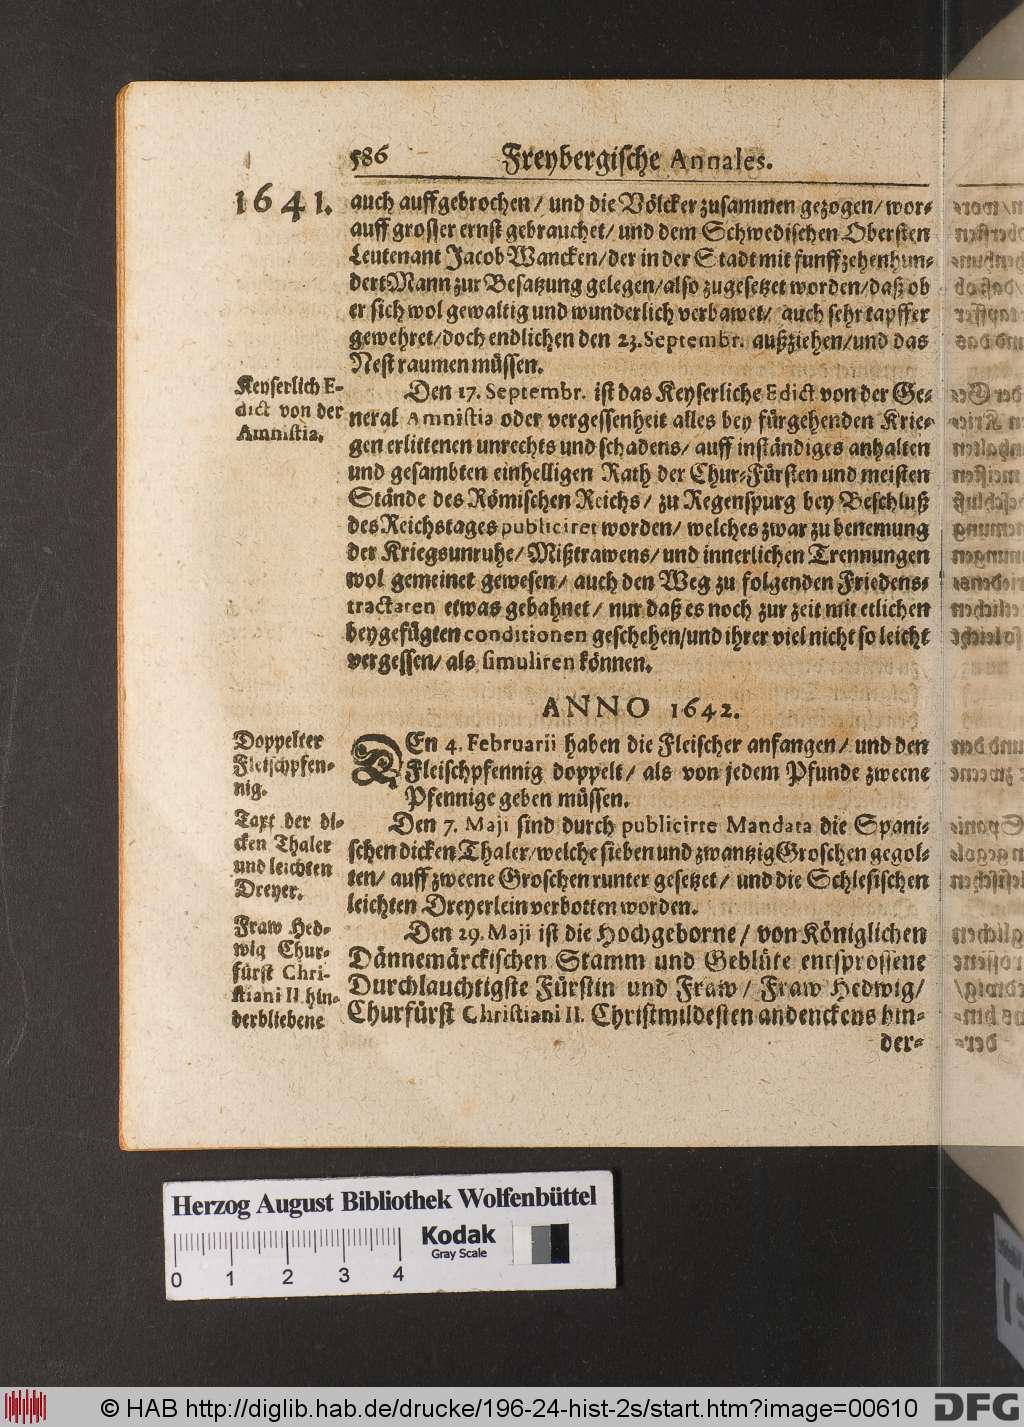 586 Freybergische Annales.
1641.
auch auffgebrochen/ und die Völcker zusammen gezogen/ wor-
auff grosser ernst gebrauchet/ und dem Schwedischen Obersten
Leutenant Jacob Wancken/ der in der Stadt mit funffzehenhun-
dert Mann zur Besatzung gelegen/ also zugesetzet worden/ daß ob
er sich wol gewaltig und wunderlich verbawet/ auch sehr tapffer
gewehret/ doch endlichen den 23. Septembr. außziehen/ und das
Nest raumen müssen.
Keyserlich E-
dict von der
Amnistia.
Den 17. Septembr. ist das Keyserliche Edict von der Ge-
neral Amnistia oder vergessenheit alles bey fürgehenden Krie-
gen erlittenen unrechts und schadens/ auff inständiges anhalten
und gesambten einhelligen Rath der Chur-Fürsten und meisten
Stände des Römischen Reichs/ zu Regenspurg bey Beschluß
des Reichstages publiciret worden/ welches zwar zu benemung
der Kriegsunruhe/ Mißtrawens/ und innerlichen Trennungen
wol gemeinet gewesen/ auch den Weg zu folgenden Friedens-
tractaten etwas gebahnet/ nur daß es noch zur zeit mit etlichen
beygefügten conditionen geschehen/ und ihrer viel nicht so leicht
vergessen/ als simuliren können.
ANNO 1642.
Doppelter
Fleischpfen-
nig.
DEn 4. Februarii haben die Fleischer anfangen/ und den
Fleischpfennig doppelt/ als von jedem Pfunde zweene
Pfennige geben müssen.
Taxt der di-
cken Thaler
und leichten
Dreyer.
Den 7. Maji sind durch publicirte Mandata die Spani-
schen dicken Thaler/ welche sieben und zwantzig Groschen gegol-
ten/ auff zweene Groschen runter gesetzet/ und die Schlesischen
leichten Dreyerlein verbotten worden.
Fraw Hed-
wig Chur-
fürst Chri-
stiani II. hin-
derbliebene
Den 29. Maji ist die Hochgeborne/ von Königlichen
Dännemärckischen Stamm und Geblüte entsprossene
Durchlauchtigste Fürstin und Fraw/ Fraw Hedwig/
Churfürst Christiani II. Christmildesten andenckens hin-
der-
Herzog August Bibliothek Wolfenbüttel
Kodak
Gray Scale
0 1 2 3 4
© HAB http://diglib.hab.de/drucke/196-24-hist-2s/start.htm?image=00610
DFG